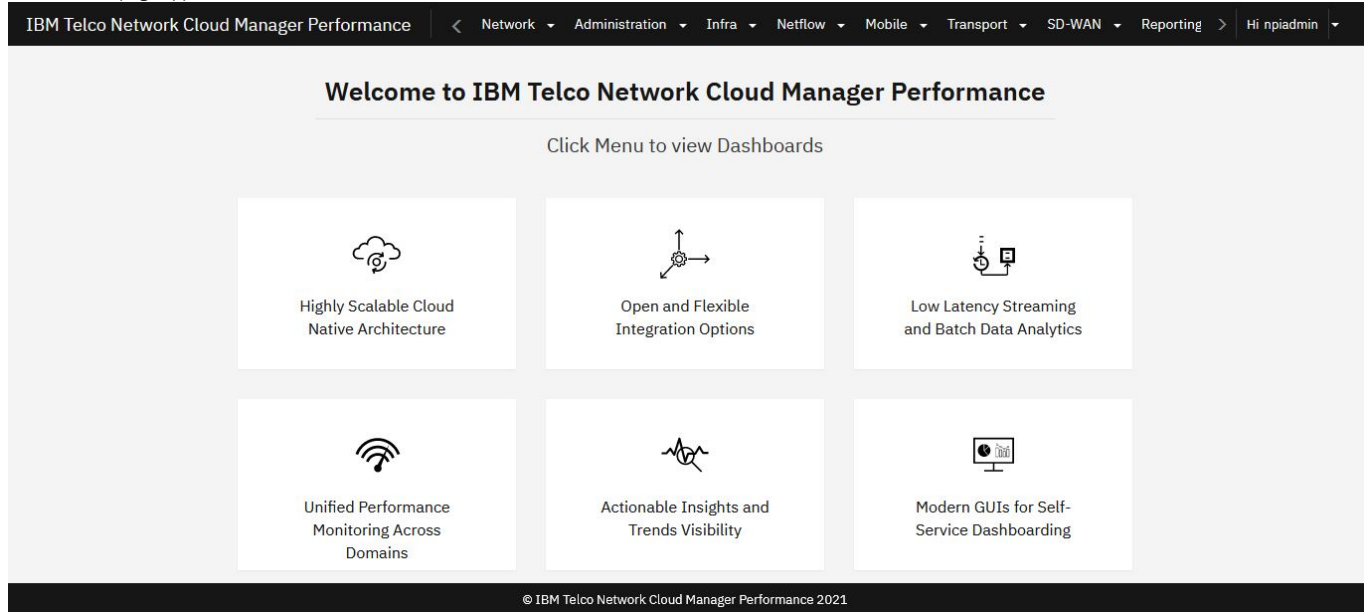 IBM Telco Network Cloud Manager Performance
Network Administration Infra Netflow Mobile Transport SD-WAN Reporting Hi npiadmin
Welcome to IBM Telco Network Cloud Manager Performance
Click Menu to view Dashboards
Highly Scalable Cloud
Native Architecture
Open and Flexible
Integration Options
Low Latency Streaming
and Batch Data Analytics
Unified Performance
Monitoring Across
Domains
Actionable Insights and
Trends Visibility
Modern GUIs for Self-
Service Dashboarding
© IBM Telco Network Cloud Manager Performance 2021